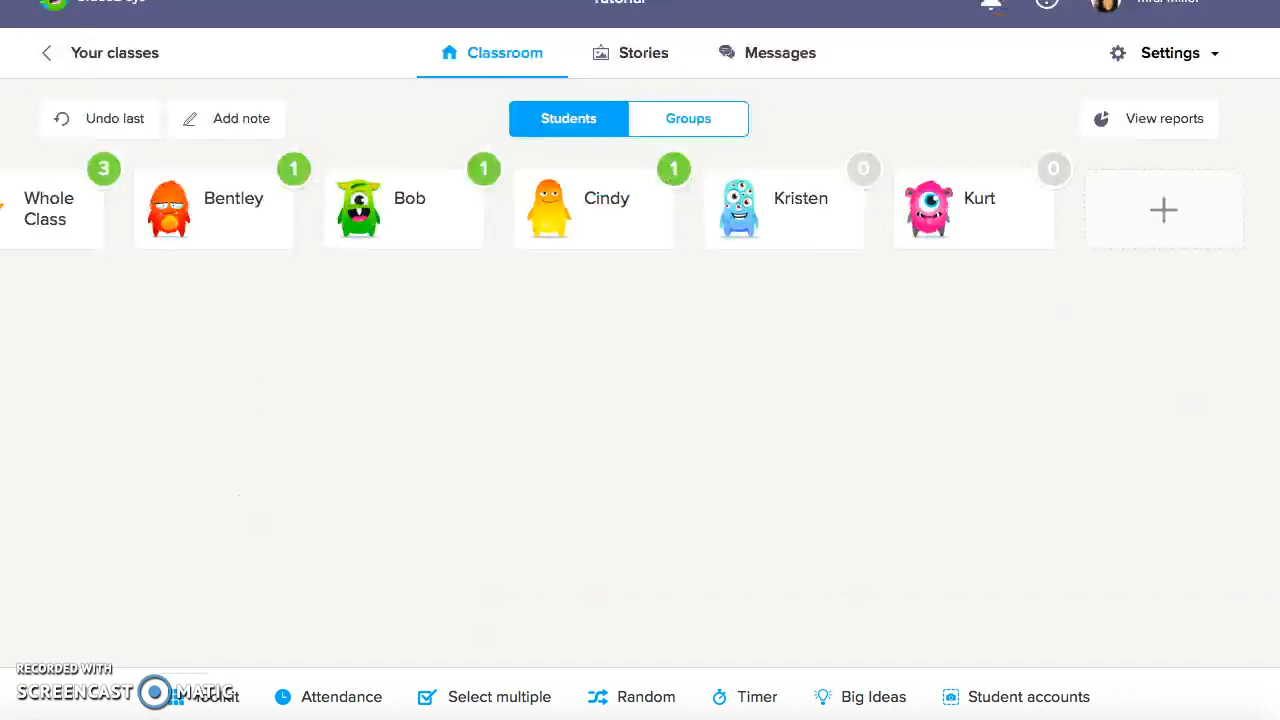 Tutorial
Your classes
Classroom
Stories
Messages
Settings
Undo last
Add note
Students
Groups
View reports
3
Whole
Class
1
Bentley
1
Bob
1
Cindy
0
Kristen
0
Kurt
RECORDED WITH
SCREENCAST MATIC
Attendance
Select multiple
Random
Timer
Big Ideas
Student accounts